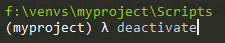 f:\venvs\myproject\Scripts
(myproject) λ deactivate